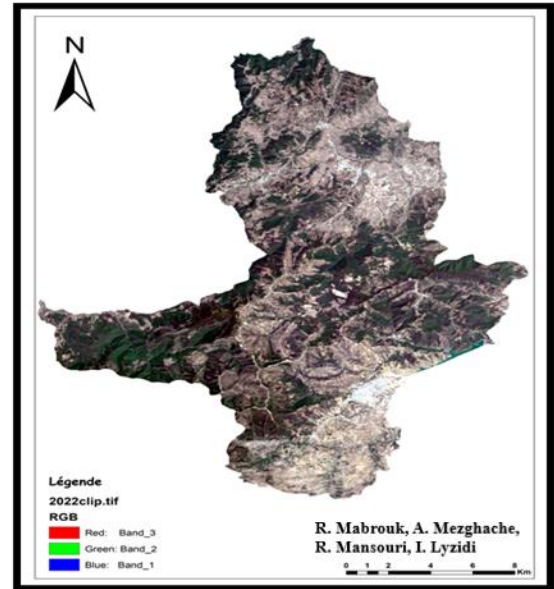 N
Légende
2022clip.tif
RGB
Red: Band_3
Green: Band_2
Blue: Band_1
R. Mabrouk, A. Mezghache,
R. Mansouri, I. Lyzidi
0 1 2 4 6 8
Km